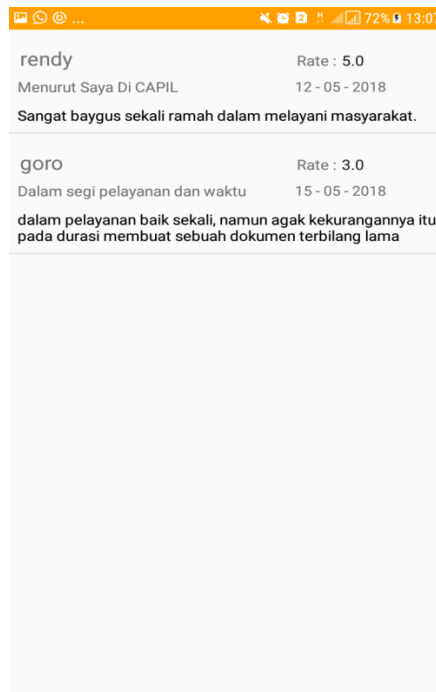 ... 2 72% 13:07
rendy Rate : 5.0
Menurut Saya Di CAPIL 12 - 05 - 2018
Sangat baygus sekali ramah dalam melayani masyarakat.
goro Rate : 3.0
Dalam segi pelayanan dan waktu 15 - 05 - 2018
dalam pelayanan baik sekali, namun agak kekurangannya itu
pada durasi membuat sebuah dokumen terbilang lama